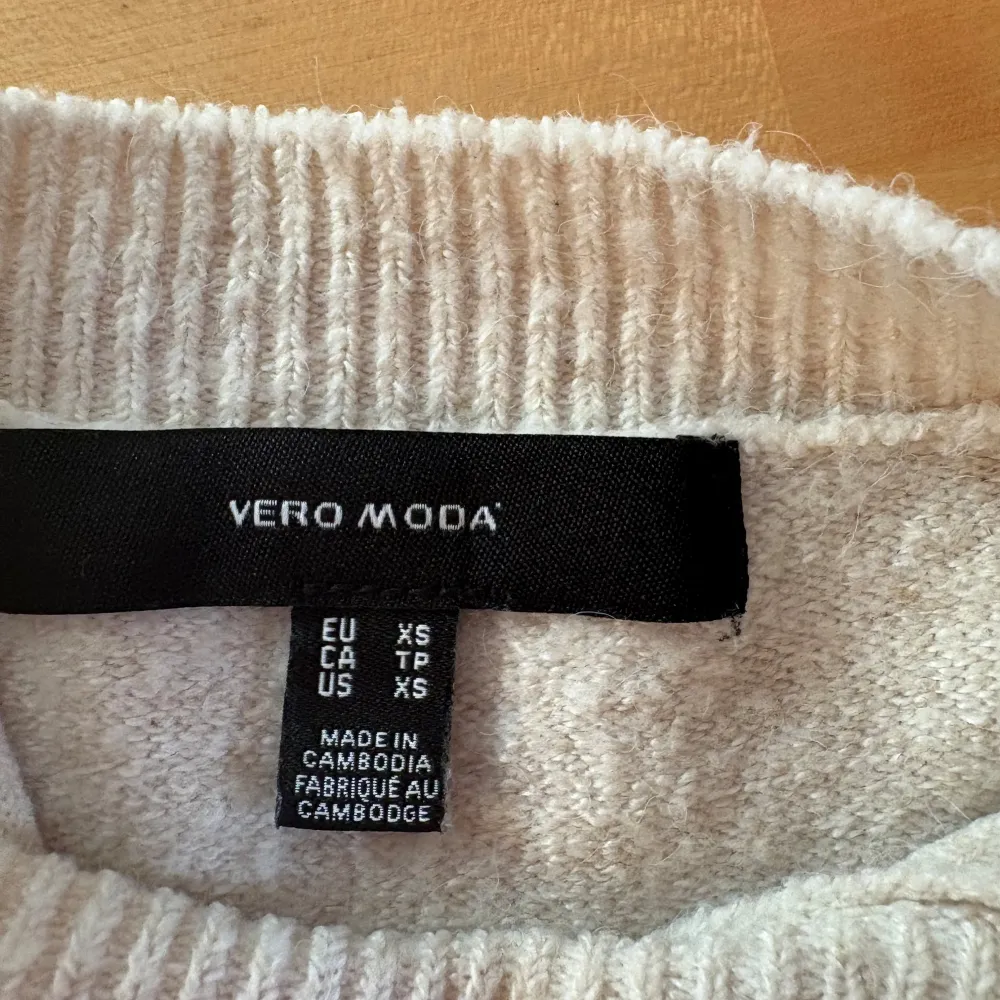 VERO MODA
EU XS
CA TP
US XS
MADE IN
CAMBODIA
FABRIQUÉ AU
CAMBODGE